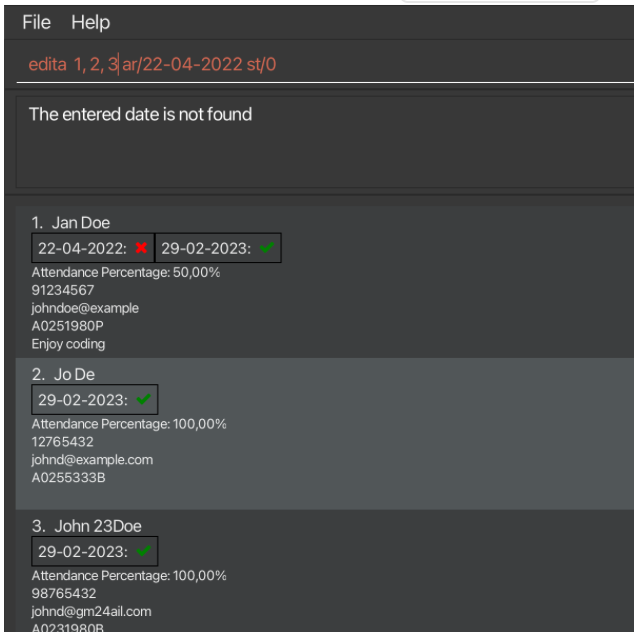 File Help
edita 1, 2, 3 ar/22-04-2022 st/0
The entered date is not found
1. Jan Doe
22-04-2022: 29-02-2023:
Attendance Percentage: 50,00%
91234567
johndoe@example
A0251980P
Enjoy coding
2. Jo De
29-02-2023:
Attendance Percentage: 100,00%
12765432
johnd@example.com
A0255333B
3. John 23Doe
29-02-2023:
Attendance Percentage: 100,00%
98765432
johnd@gm24ail.com
A0231980B